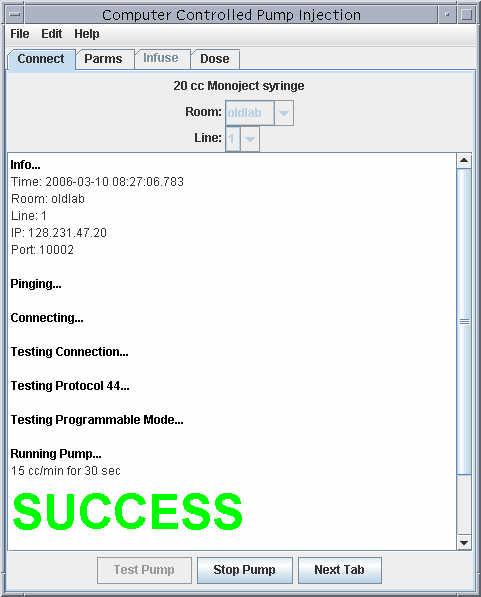 Computer Controlled Pump Injection
File Edit Help
Connect Parms Infuse Dose
20 cc Monoject syringe
Room: oldlab
Line: 1
Info...
Time: 2006-03-10 08:27:06.783
Room: oldlab
Line: 1
IP: 128.231.47.20
Port: 10002
Pinging...
Connecting...
Testing Connection...
Testing Protocol 44...
Testing Programmable Mode...
Running Pump...
15 cc/min for 30 sec
SUCCESS
Test Pump Stop Pump Next Tab